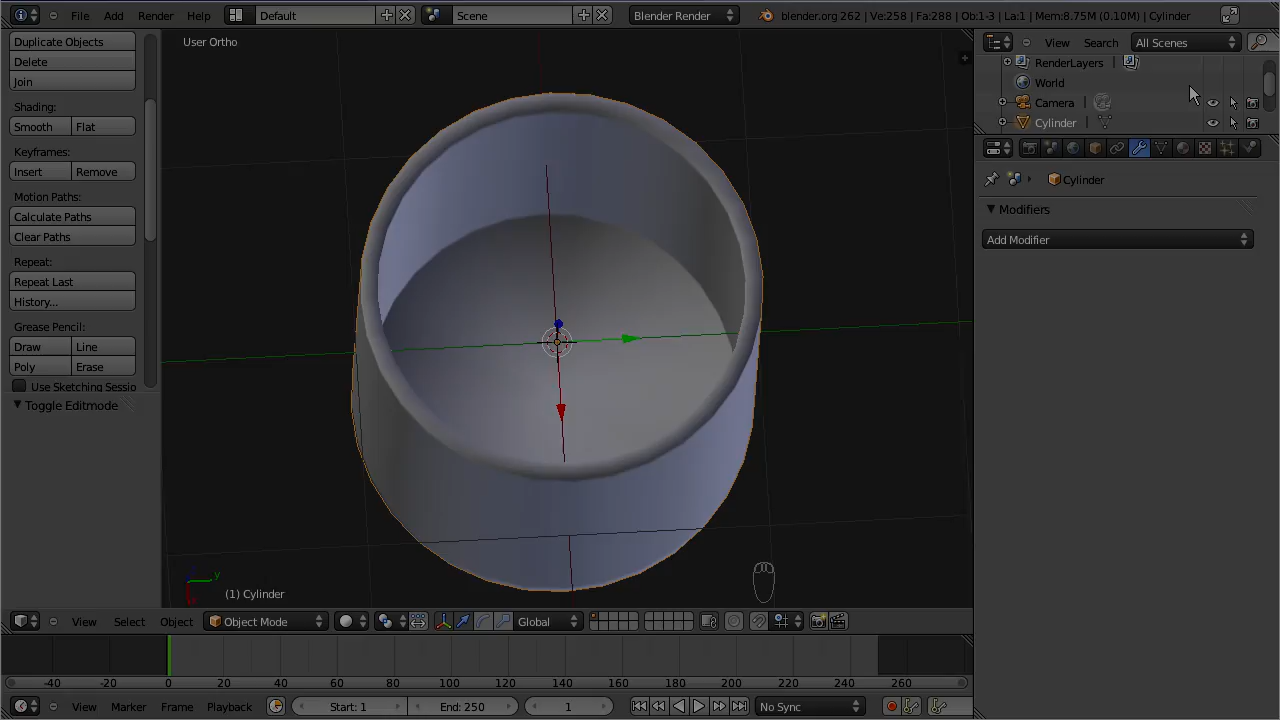 File Add Render Help Default Scene Blender Render blender.org 262 | Ve:258 | Fa:288 | Ob:1-3 | La:1 | Mem:8.75M (0.10M) | Cylinder
Duplicate Objects
Delete
Join
Shading:
Smooth Flat
Keyframes:
Insert Remove
Motion Paths:
Calculate Paths
Clear Paths
Repeat:
Repeat Last
History...
Grease Pencil:
Draw Line
Poly Erase
Use Sketching Sessio
Toggle Editmode
User Ortho
y
(1) Cylinder
View Select Object Object Mode Global
-40 -20 0 20 40 60 80 100 120 140 160 180 200 220 240 260
View Marker Frame Playback Start: 1 End: 250 1 No Sync
View Search All Scenes
RenderLayers |
World
Camera |
Cylinder |
Cylinder
Modifiers
Add Modifier